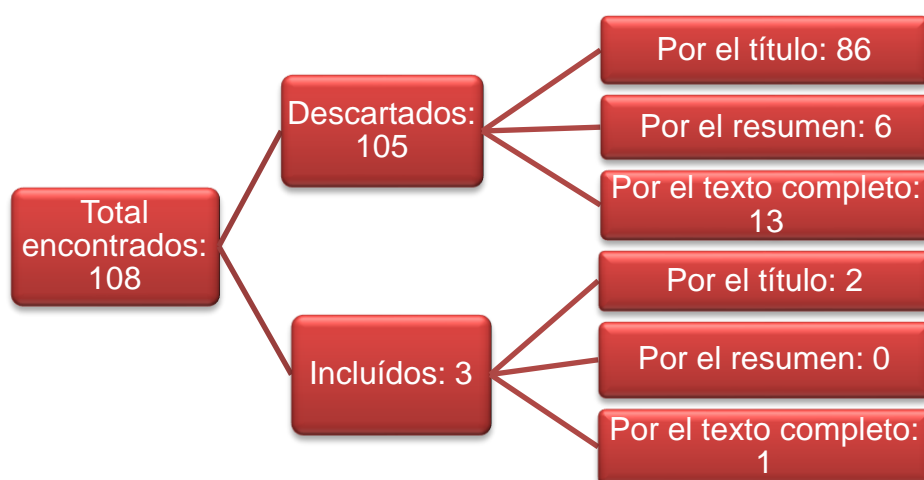 Total
encontrados:
108
Descartados:
105
Por el título: 86
Por el resumen: 6
Por el texto completo:
13
Incluídos: 3
Por el título: 2
Por el resumen: 0
Por el texto completo:
1